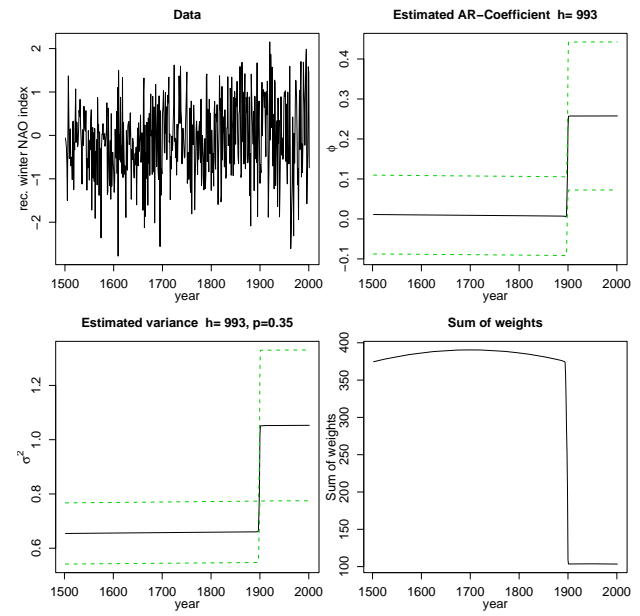 Data
rec. winter NAO index
2
1
0
−1
−2
1500 1600 1700 1800 1900 2000
year
Estimated AR−Coefficient h= 993
ϕ
0.4
0.3
0.2
0.1
0.0
−0.1
1500 1600 1700 1800 1900 2000
year
Estimated variance h= 993, p=0.35
σ²
1.2
1.0
0.8
0.6
1500 1600 1700 1800 1900 2000
year
Sum of weights
Sum of weights
400
350
300
250
200
150
100
1500 1600 1700 1800 1900 2000
year